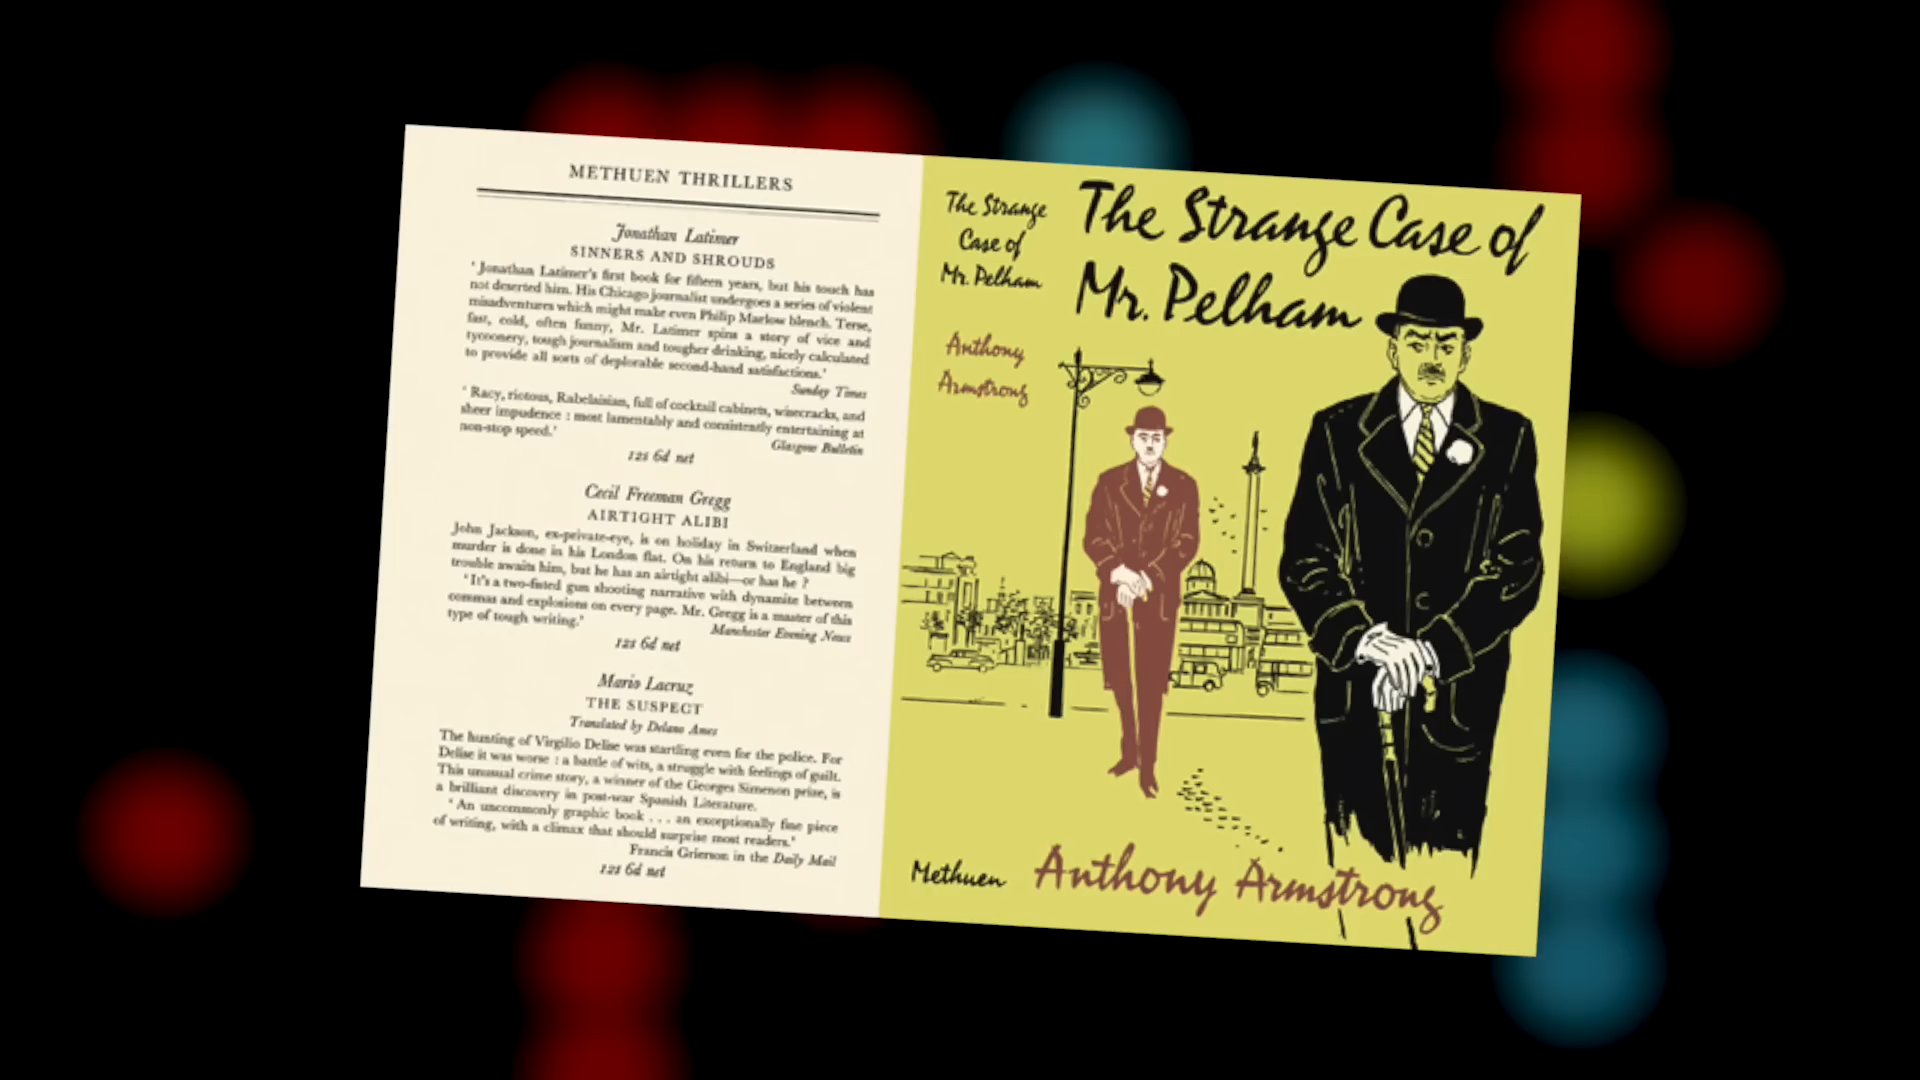 METHUEN THRILLERS
Jonathan Latimer
SINNERS AND SHROUDS
‘ Jonathan Latimer’s first book for fifteen years, but his touch has
not deserted him. His Chicago journalist undergoes a series of violent
misadventures which might make even Philip Marlow blench. Terse,
fast, cold, often funny, Mr. Latimer spins a story of vice and
tycoonery, tough journalism and tougher drinking, nicely calculated
to provide all sorts of deplorable second-hand satisfactions.’
Sunday Times
‘ Racy, riotous, Rabelaisian, full of cocktail cabinets, wisecracks, and
sheer impudence : most lamentably and consistently entertaining at
non-stop speed.’
Glasgow Bulletin
12s 6d net
Cecil Freeman Gregg
AIRTIGHT ALIBI
John Jackson, ex-private-eye, is on holiday in Switzerland when
murder is done in his London flat. On his return to England big
trouble awaits him, but he has an airtight alibi—or has he ?
‘ It’s a two-fisted gun shooting narrative with dynamite between
commas and explosions on every page. Mr. Gregg is a master of this
type of tough writing.’
Manchester Evening News
12s 6d net
Mario Lacruz
THE SUSPECT
Translated by Delano Ames
The hunting of Virgilio Delise was startling even for the police. For
Delise it was worse : a battle of wits, a struggle with feelings of guilt.
This unusual crime story, a winner of the Georges Simenon prize, is
a brilliant discovery in post-war Spanish Literature.
‘ An uncommonly graphic book . . . an exceptionally fine piece
of writing, with a climax that should surprise most readers.’
Francis Grierson in the Daily Mail
12s 6d net
The Strange
Case of
Mr. Pelham
Anthony
Armstrong
Methuen
The Strange Case of
Mr. Pelham
Anthony Armstrong